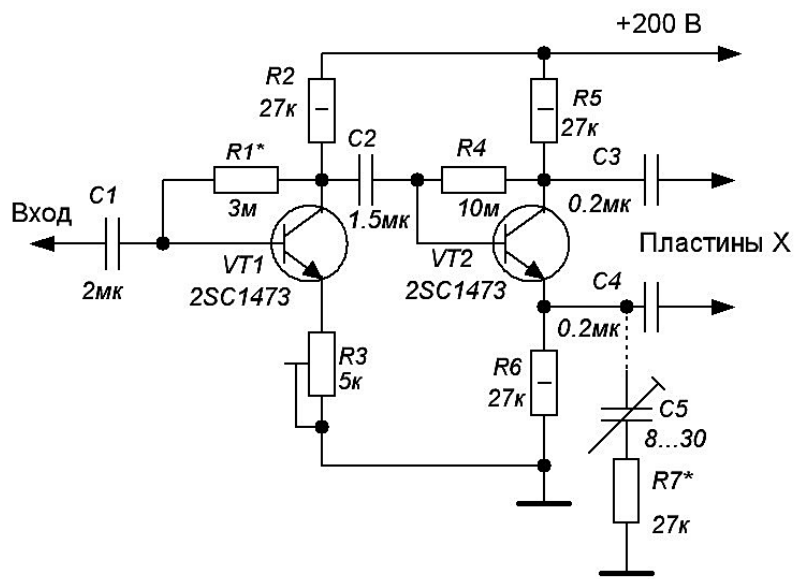 +200 В
R2
27к
R5
27к
C2
1.5мк
R1*
3м
R4
10м
C3
0.2мк
Вход
C1
2мк
VT1
2SC1473
VT2
2SC1473
Пластины X
C4
0.2мк
R3
5к
R6
27к
C5
8...30
R7*
27к